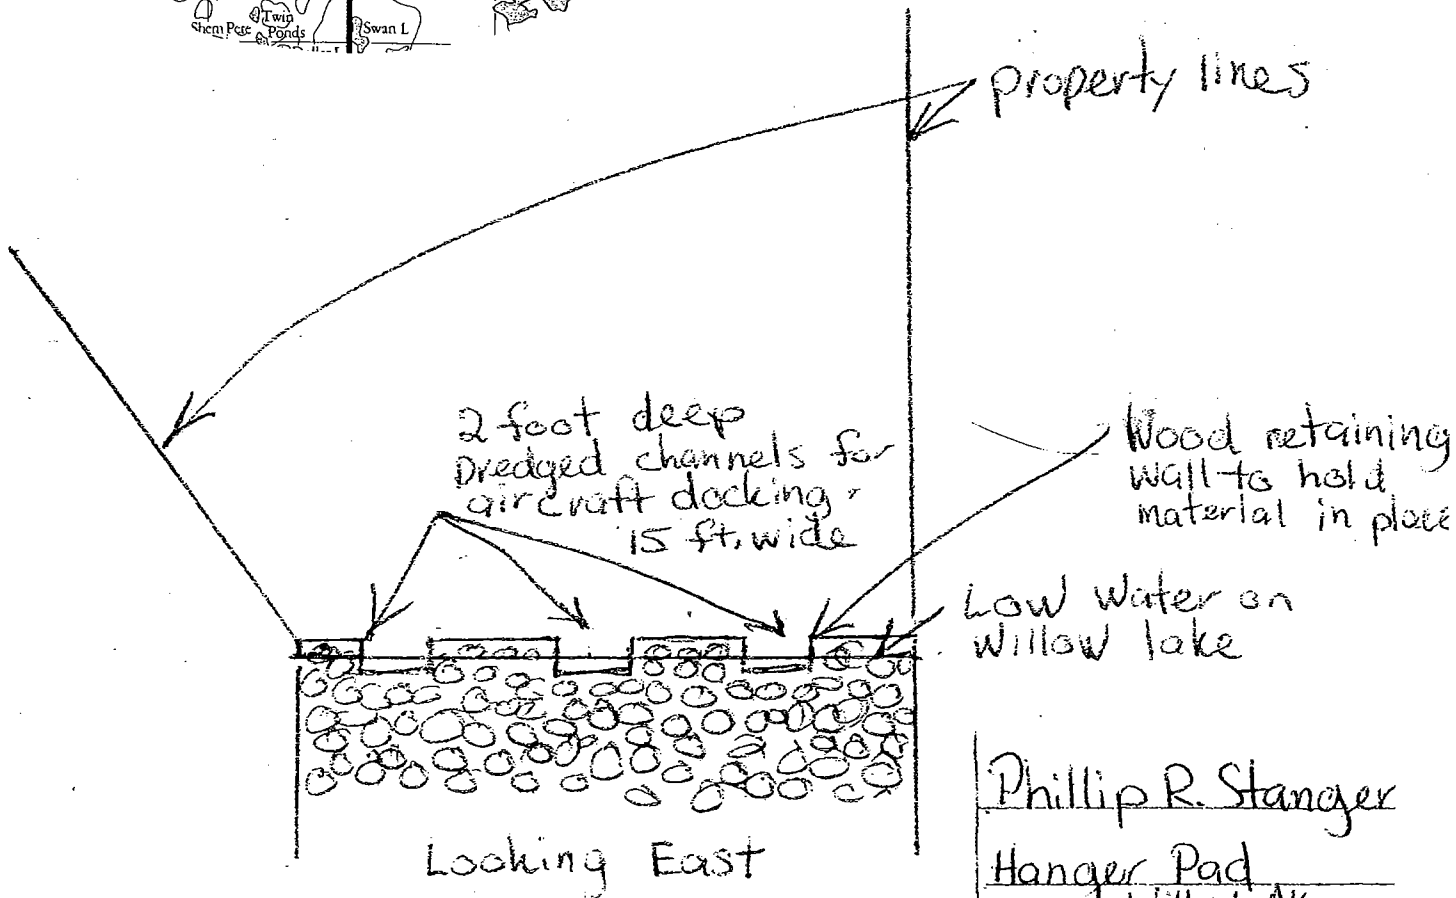 Shem Pete
Twin
Ponds
Swan L
property lines
2 foot deep
Dredged channels for
aircraft docking.
15 ft. wide
Wood retaining
Wall to hold
material in place
Low Water on
Willow lake
Looking East
Phillip R. Stanger
Hanger Pad